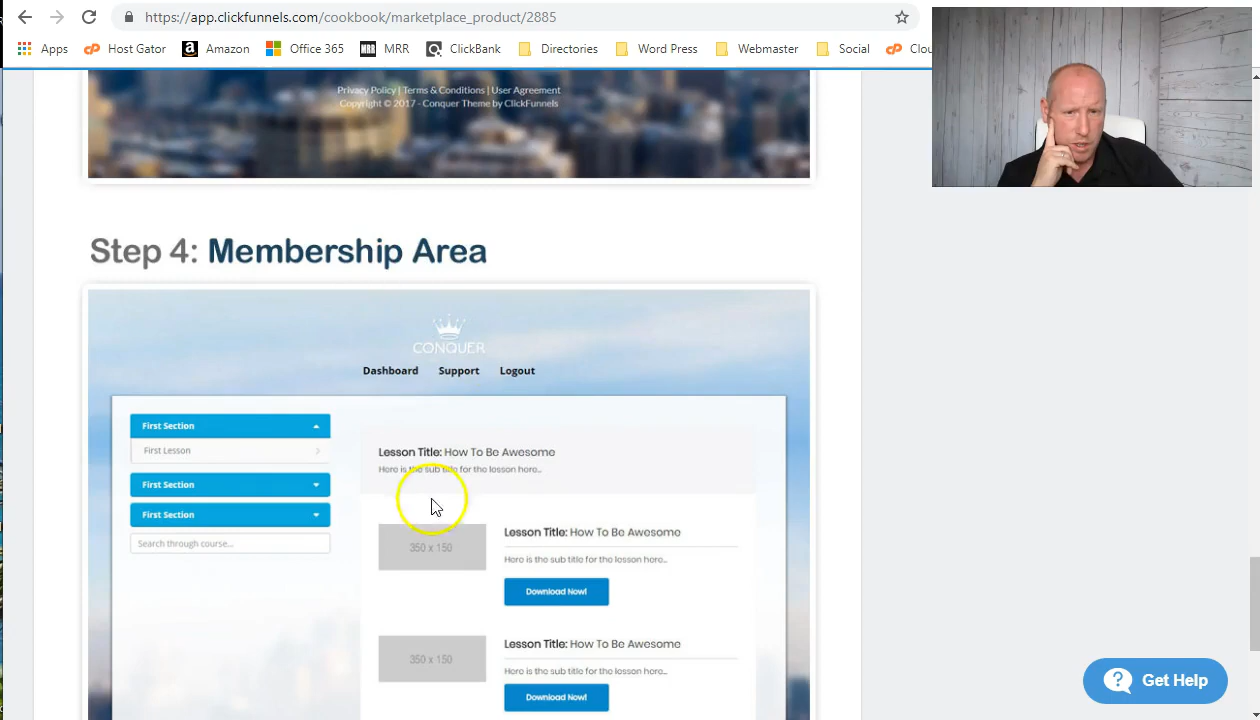 https://app.clickfunnels.com/cookbook/marketplace_product/2885
Apps Host Gator Amazon Office 365 MRR MRR ClickBank Directories Word Press Webmaster Social Clou
Privacy Policy | Terms & Conditions | User Agreement
Copyright © 2017 - Conquer Theme by ClickFunnels
Step 4: Membership Area
CONQUER
Dashboard Support Logout
First Section
First Lesson
First Section
First Section
Search through course...
Lesson Title: How To Be Awesome
Here is the sub title for the lesson here...
350 x 150
Lesson Title: How To Be Awesome
Here is the sub title for the lesson here...
Download Now!
350 x 150
Lesson Title: How To Be Awesome
Here is the sub title for the lesson here...
Download Now!
Get Help